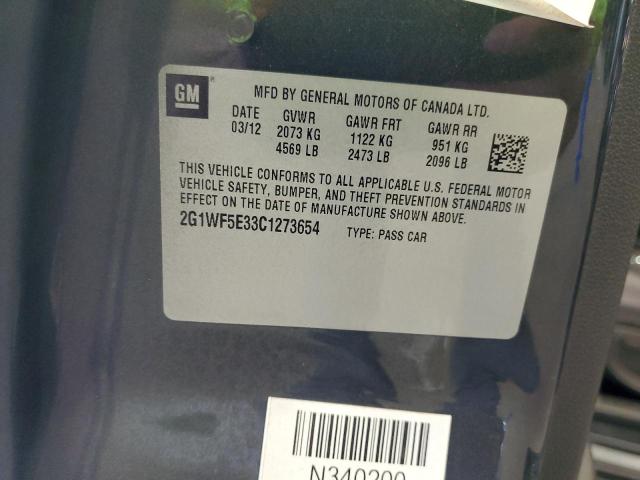 GM ®
MFD BY GENERAL MOTORS OF CANADA LTD.
DATE GVWR GAWR FRT GAWR RR
03/12 2073 KG 1122 KG 951 KG
4569 LB 2473 LB 2096 LB
THIS VEHICLE CONFORMS TO ALL APPLICABLE U.S. FEDERAL MOTOR
VEHICLE SAFETY, BUMPER, AND THEFT PREVENTION STANDARDS IN
EFFECT ON THE DATE OF MANUFACTURE SHOWN ABOVE.
2G1WF5E33C1273654 TYPE: PASS CAR
N340200